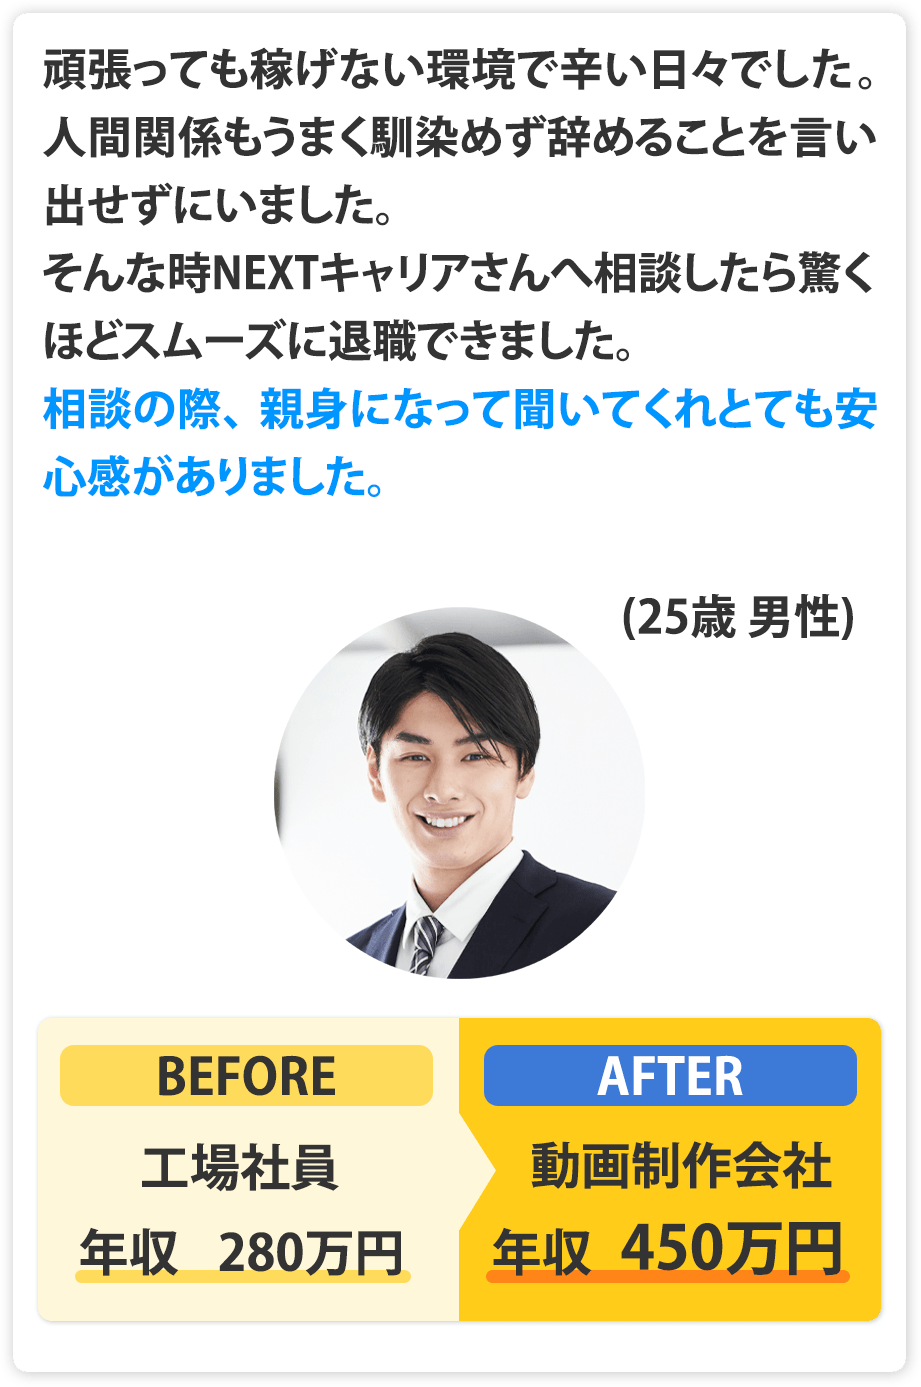 頑張っても稼げない環境で辛い日々でした。
人間関係もうまく馴染めず辞めることを言い
出せずにいました。
そんな時NEXTキャリアさんへ相談したら驚く
ほどスムーズに退職できました。
相談の際、親身になって聞いてくれとても安
心感がありました。
(25歳 男性)
BEFORE
工場社員
年収 280万円
AFTER
動画制作会社
年収 450万円